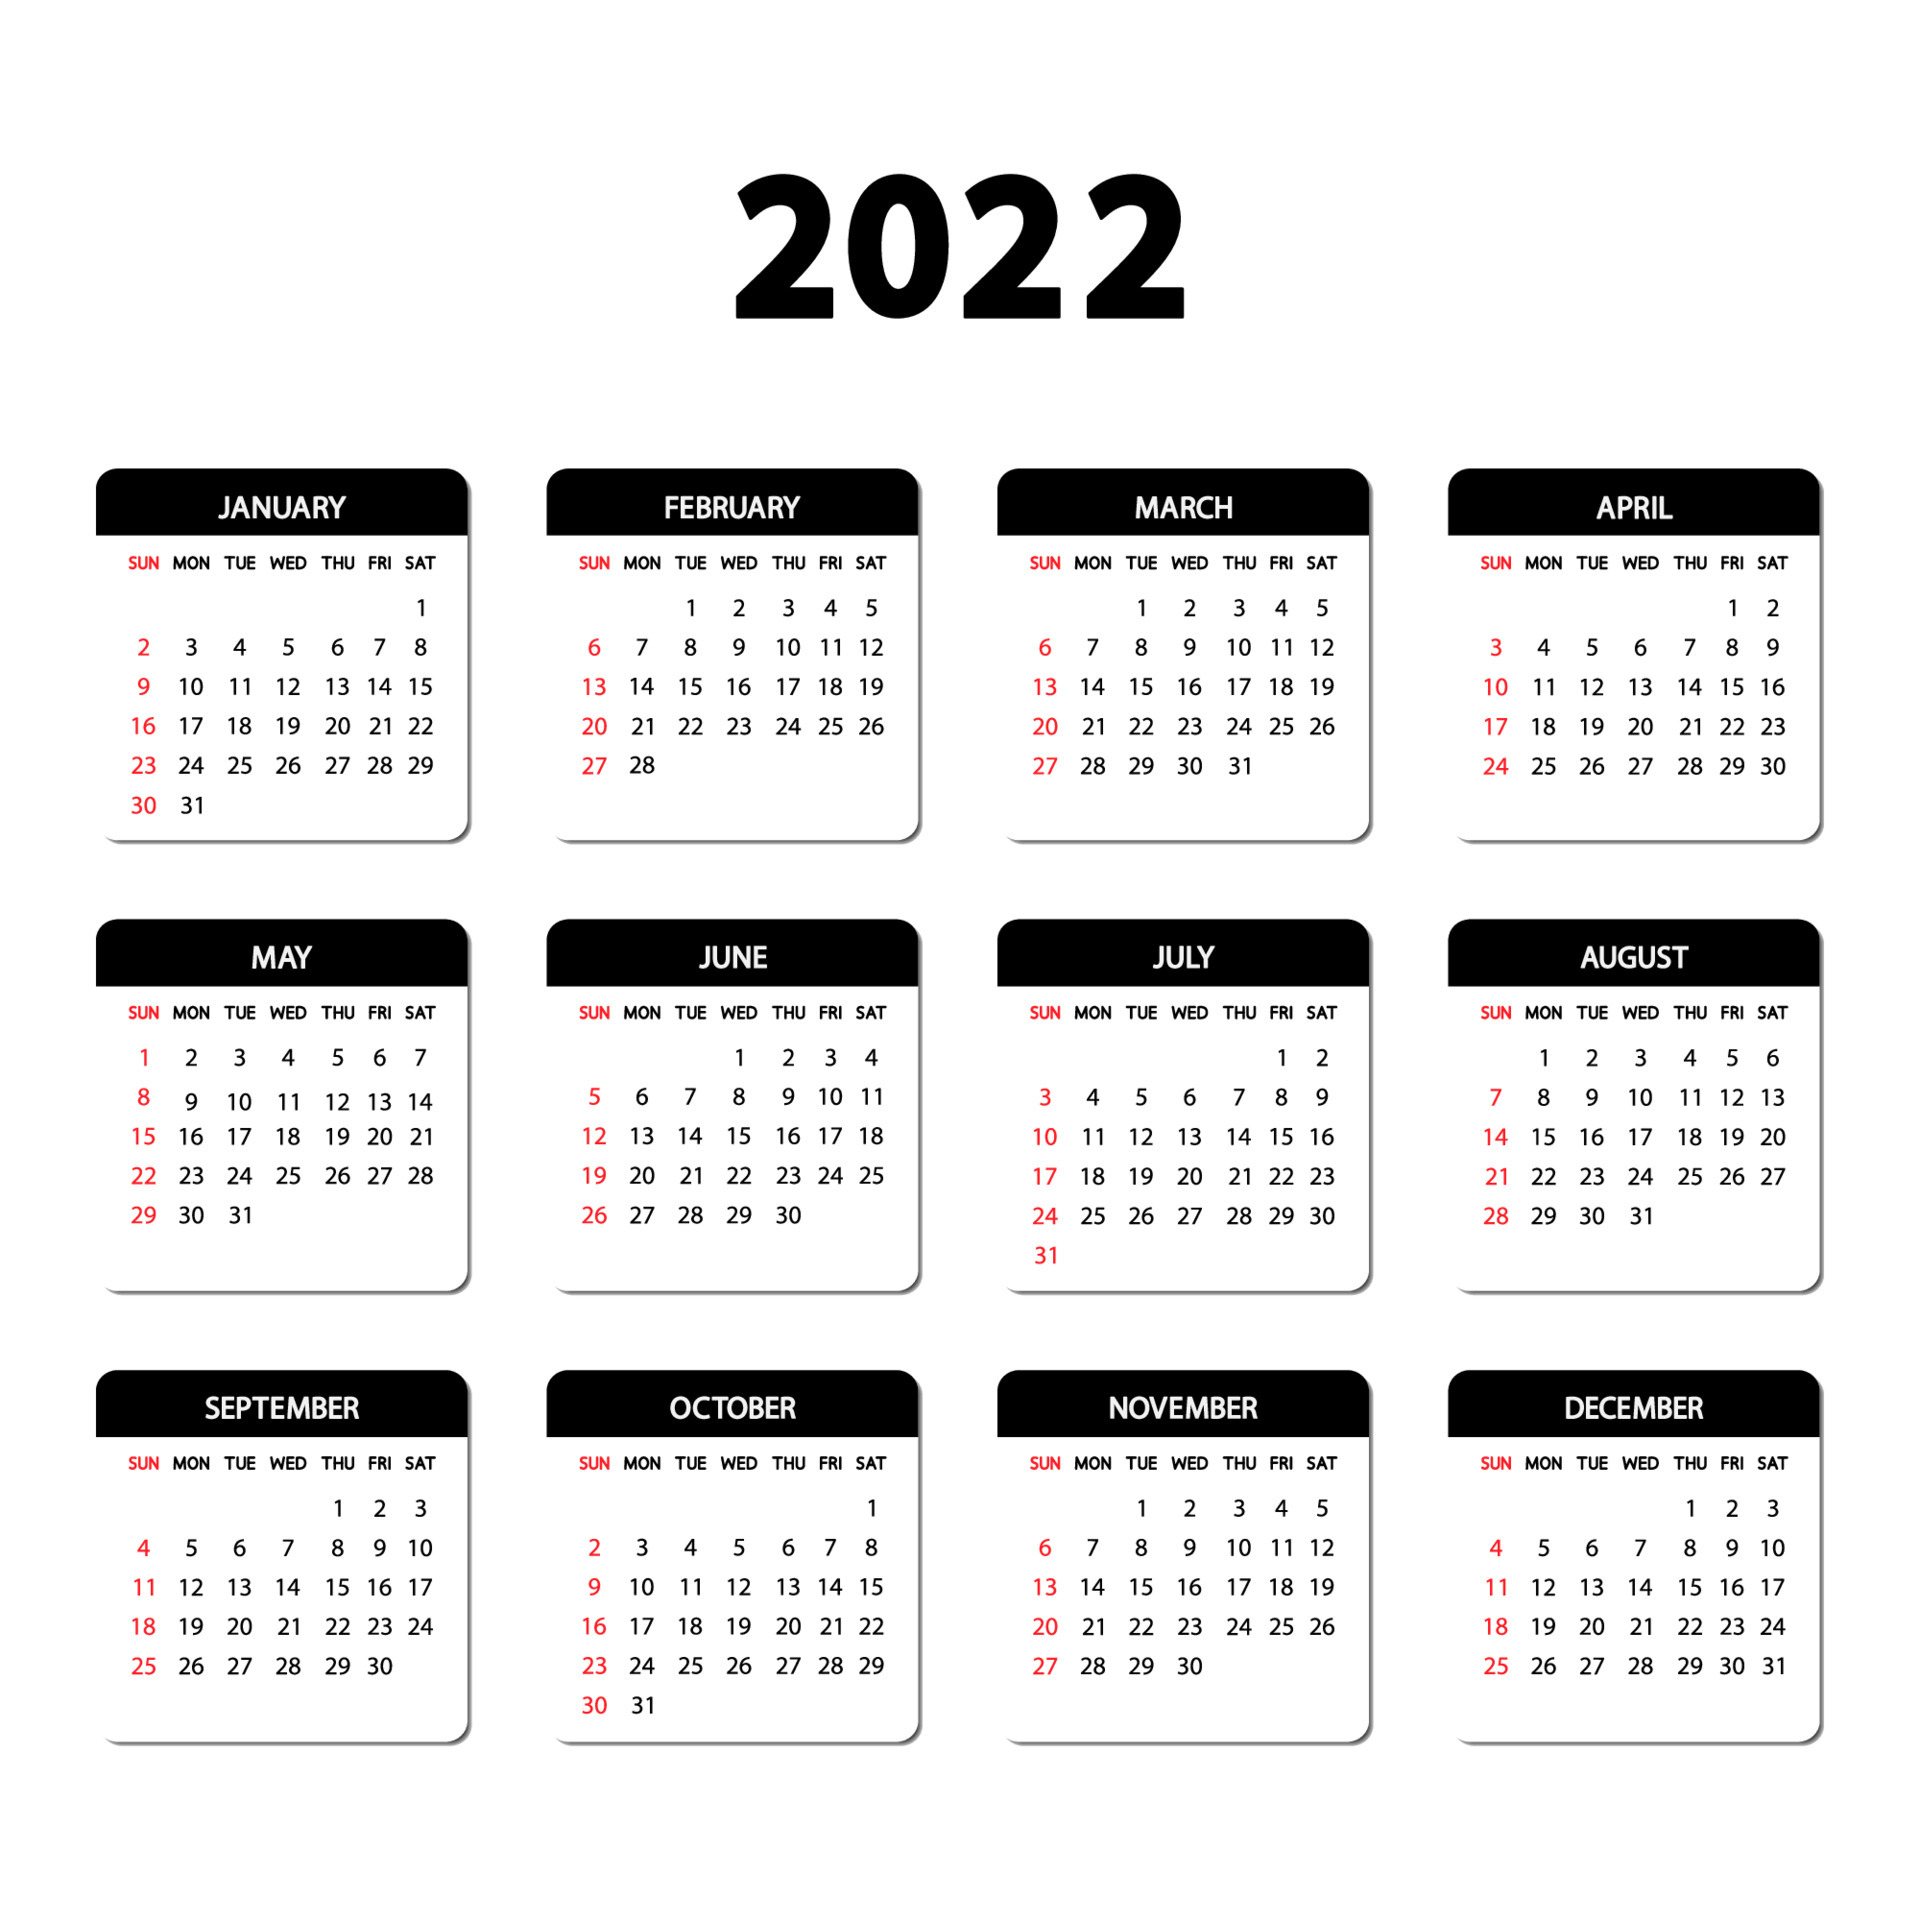 2022
JANUARY
SUN MON TUE WED THU FRI SAT
1
2 3 4 5 6 7 8
9 10 11 12 13 14 15
16 17 18 19 20 21 22
23 24 25 26 27 28 29
30 31
FEBRUARY
SUN MON TUE WED THU FRI SAT
1 2 3 4 5
6 7 8 9 10 11 12
13 14 15 16 17 18 19
20 21 22 23 24 25 26
27 28
MARCH
SUN MON TUE WED THU FRI SAT
1 2 3 4 5
6 7 8 9 10 11 12
13 14 15 16 17 18 19
20 21 22 23 24 25 26
27 28 29 30 31
APRIL
SUN MON TUE WED THU FRI SAT
1 2
3 4 5 6 7 8 9
10 11 12 13 14 15 16
17 18 19 20 21 22 23
24 25 26 27 28 29 30
MAY
SUN MON TUE WED THU FRI SAT
1 2 3 4 5 6 7
8 9 10 11 12 13 14
15 16 17 18 19 20 21
22 23 24 25 26 27 28
29 30 31
JUNE
SUN MON TUE WED THU FRI SAT
1 2 3 4
5 6 7 8 9 10 11
12 13 14 15 16 17 18
19 20 21 22 23 24 25
26 27 28 29 30
JULY
SUN MON TUE WED THU FRI SAT
1 2
3 4 5 6 7 8 9
10 11 12 13 14 15 16
17 18 19 20 21 22 23
24 25 26 27 28 29 30
31
AUGUST
SUN MON TUE WED THU FRI SAT
1 2 3 4 5 6
7 8 9 10 11 12 13
14 15 16 17 18 19 20
21 22 23 24 25 26 27
28 29 30 31
SEPTEMBER
SUN MON TUE WED THU FRI SAT
1 2 3
4 5 6 7 8 9 10
11 12 13 14 15 16 17
18 19 20 21 22 23 24
25 26 27 28 29 30
OCTOBER
SUN MON TUE WED THU FRI SAT
1
2 3 4 5 6 7 8
9 10 11 12 13 14 15
16 17 18 19 20 21 22
23 24 25 26 27 28 29
30 31
NOVEMBER
SUN MON TUE WED THU FRI SAT
1 2 3 4 5
6 7 8 9 10 11 12
13 14 15 16 17 18 19
20 21 22 23 24 25 26
27 28 29 30
DECEMBER
SUN MON TUE WED THU FRI SAT
1 2 3
4 5 6 7 8 9 10
11 12 13 14 15 16 17
18 19 20 21 22 23 24
25 26 27 28 29 30 31